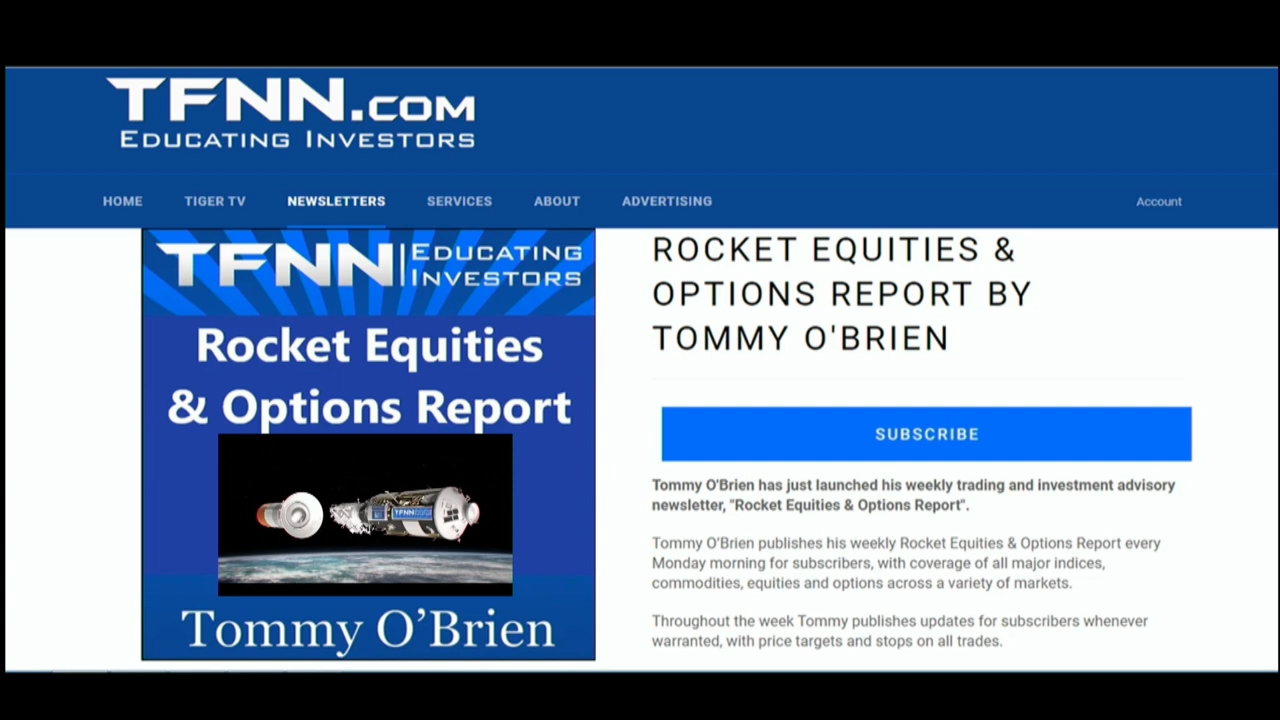 TFNN.COM
EDUCATING INVESTORS
HOME TIGER TV NEWSLETTERS SERVICES ABOUT ADVERTISING Account
TFNN EDUCATING
INVESTORS
Rocket Equities
& Options Report
TFNN
Tommy O’Brien
ROCKET EQUITIES &
OPTIONS REPORT BY
TOMMY O'BRIEN
SUBSCRIBE
Tommy O'Brien has just launched his weekly trading and investment advisory
newsletter, "Rocket Equities & Options Report".
Tommy O’Brien publishes his weekly Rocket Equities & Options Report every
Monday morning for subscribers, with coverage of all major indices,
commodities, equities and options across a variety of markets.
Throughout the week Tommy publishes updates for subscribers whenever
warranted, with price targets and stops on all trades.